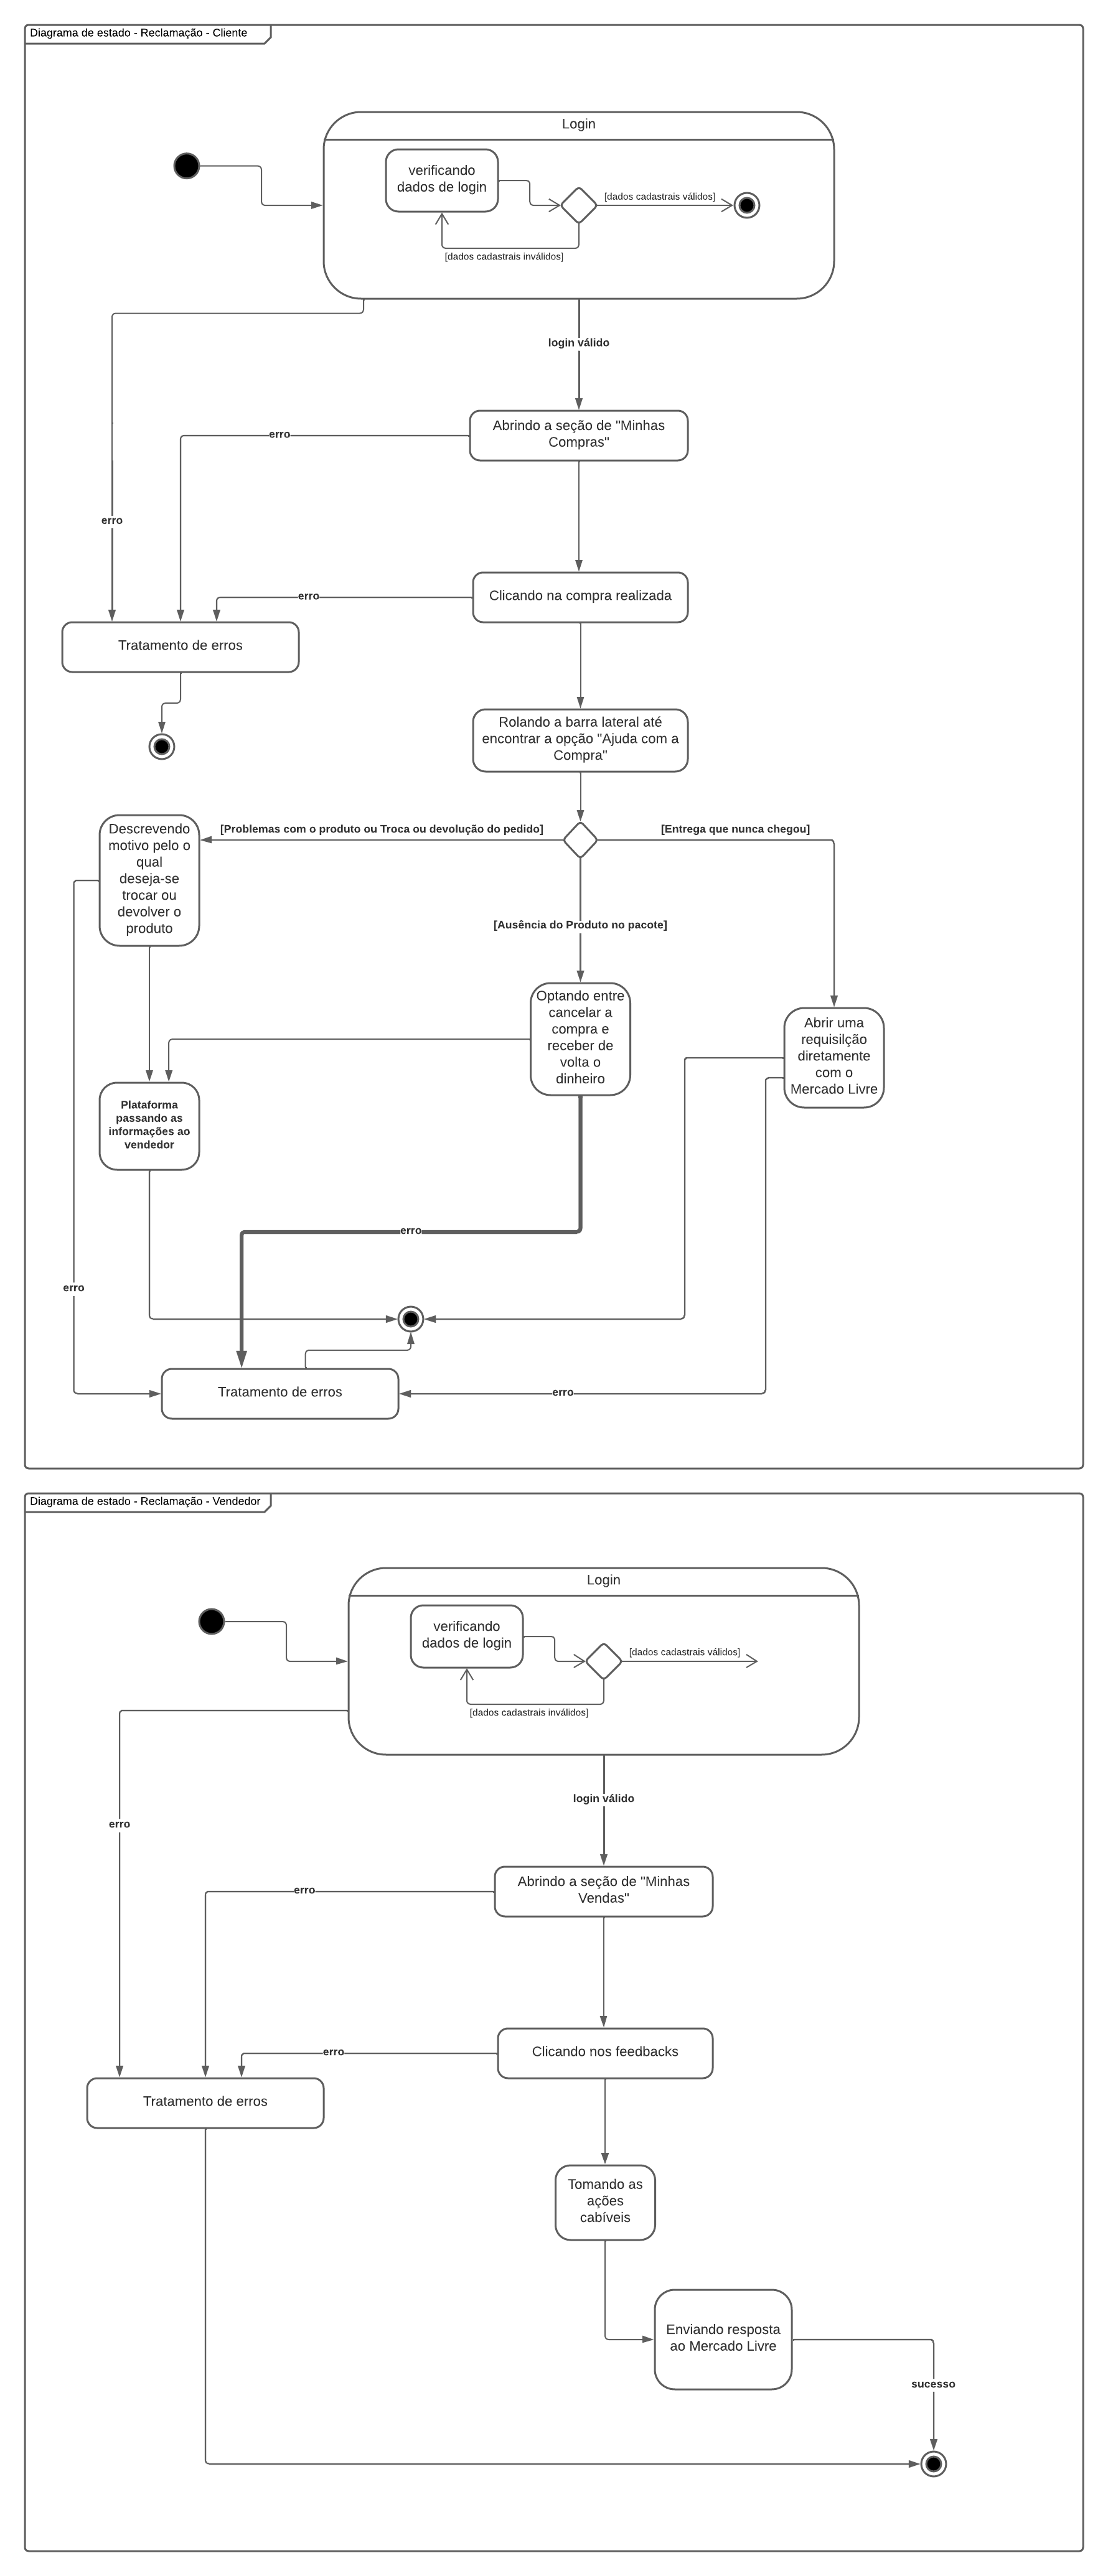 Diagrama de estado - Reclamação - Cliente
Login
verificando
dados de login
[dados cadastrais válidos]
[dados cadastrais inválidos]
login válido
Abrindo a seção de "Minhas
Compras"
erro
erro
Clicando na compra realizada
erro
Tratamento de erros
Rolando a barra lateral até
encontrar a opção "Ajuda com a
Compra"
[Problemas com o produto ou Troca ou devolução do pedido]
[Entrega que nunca chegou]
Descrevendo
motivo pelo o
qual
deseja-se
trocar ou
devolver o
produto
[Ausência do Produto no pacote]
Optando entre
cancelar a
compra e
receber de
volta o
dinheiro
Abrir uma
requisilção
diretamente
com o
Mercado Livre
Plataforma
passando as
informações ao
vendedor
erro
erro
Tratamento de erros
erro
Diagrama de estado - Reclamação - Vendedor
Login
verificando
dados de login
[dados cadastrais válidos]
[dados cadastrais inválidos]
login válido
erro
Abrindo a seção de "Minhas
Vendas"
erro
Clicando nos feedbacks
erro
Tratamento de erros
Tomando as
ações
cabíveis
Enviando resposta
ao Mercado Livre
sucesso